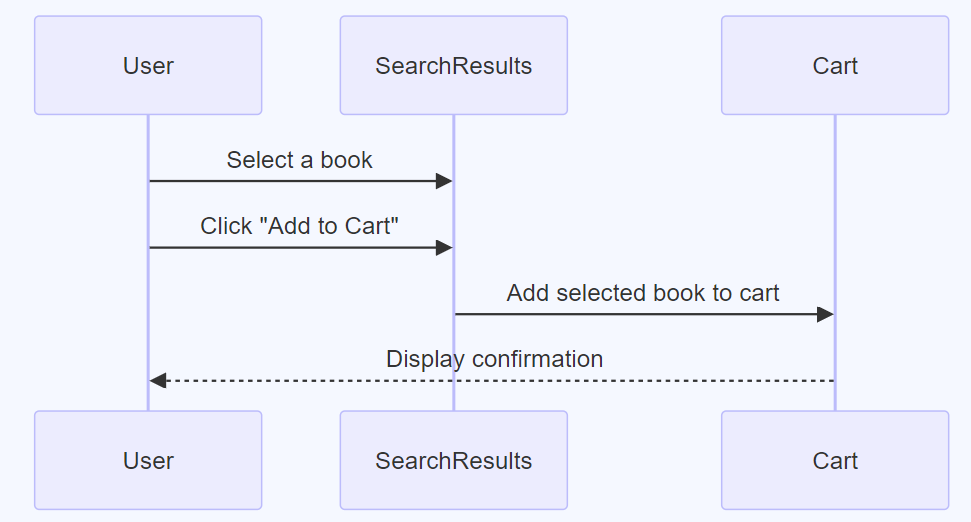 User
SearchResults
Cart
Select a book
Click "Add to Cart"
Add selected book to cart
Display confirmation
User
SearchResults
Cart